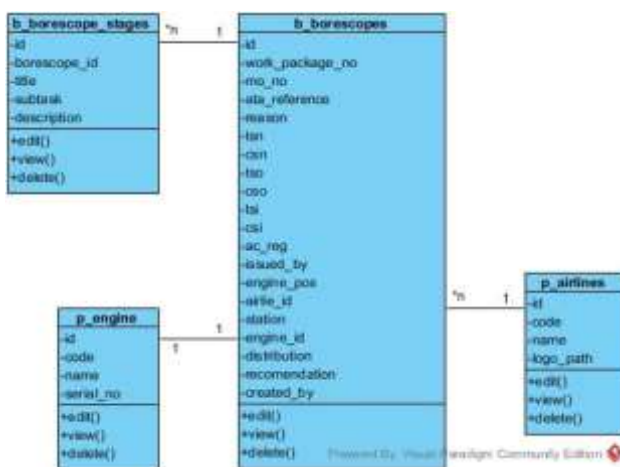 b_borescope_stages
-id
-borescope_id
-title
-subtask
-description
+edit()
+view()
+delete()
*n
1
b_borescopes
-id
-work_package_no
-mo_no
-ata_reference
-reason
-tsn
-csn
-tso
-cso
-tsi
-csi
-ac_reg
-issued_by
-engine_pos
-airlie_id
-station
-engine_id
-distribution
-recomendation
-created_by
+edit()
+view()
+delete()
p_engine
-id
-code
-name
-serial_no
+edit()
+view()
+delete()
1
1
*n
1
p_airlines
-id
-code
-name
-logo_path
+edit()
+view()
+delete()
Powered By Visual Paradigm Community Edition